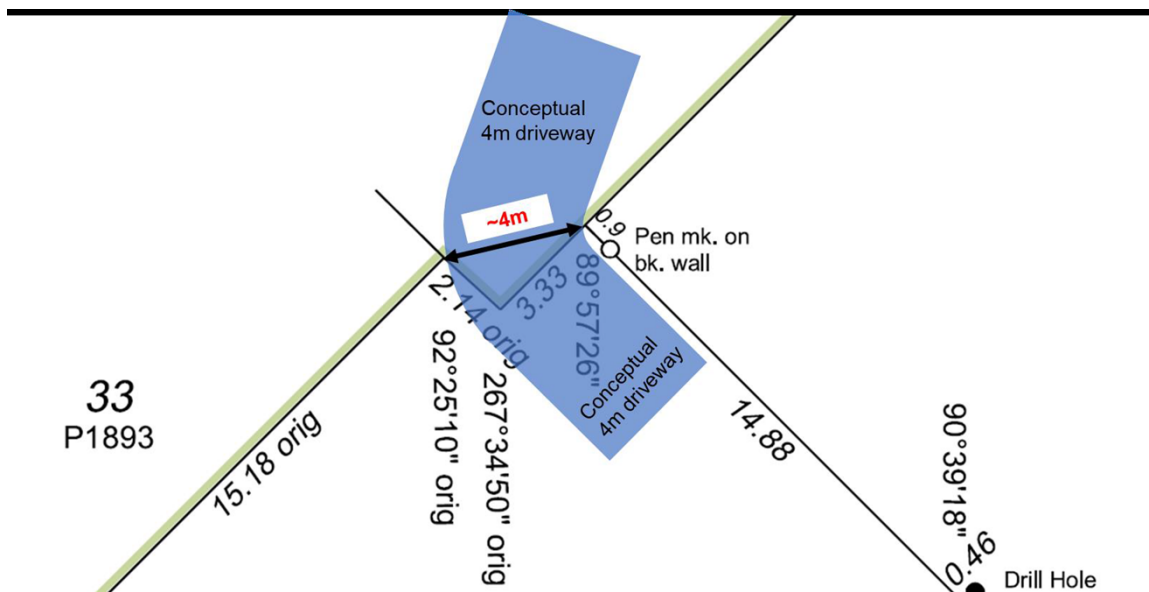 Conceptual
4m driveway
~4m
0.9
Pen mk. on
bk. wall
2.14 orig
3.33
89°57'26"
92°25'10" orig
267°34'50" orig
Conceptual
4m driveway
33
P1893
15.18 orig
14.88
90°39'18"
0.46
Drill Hole